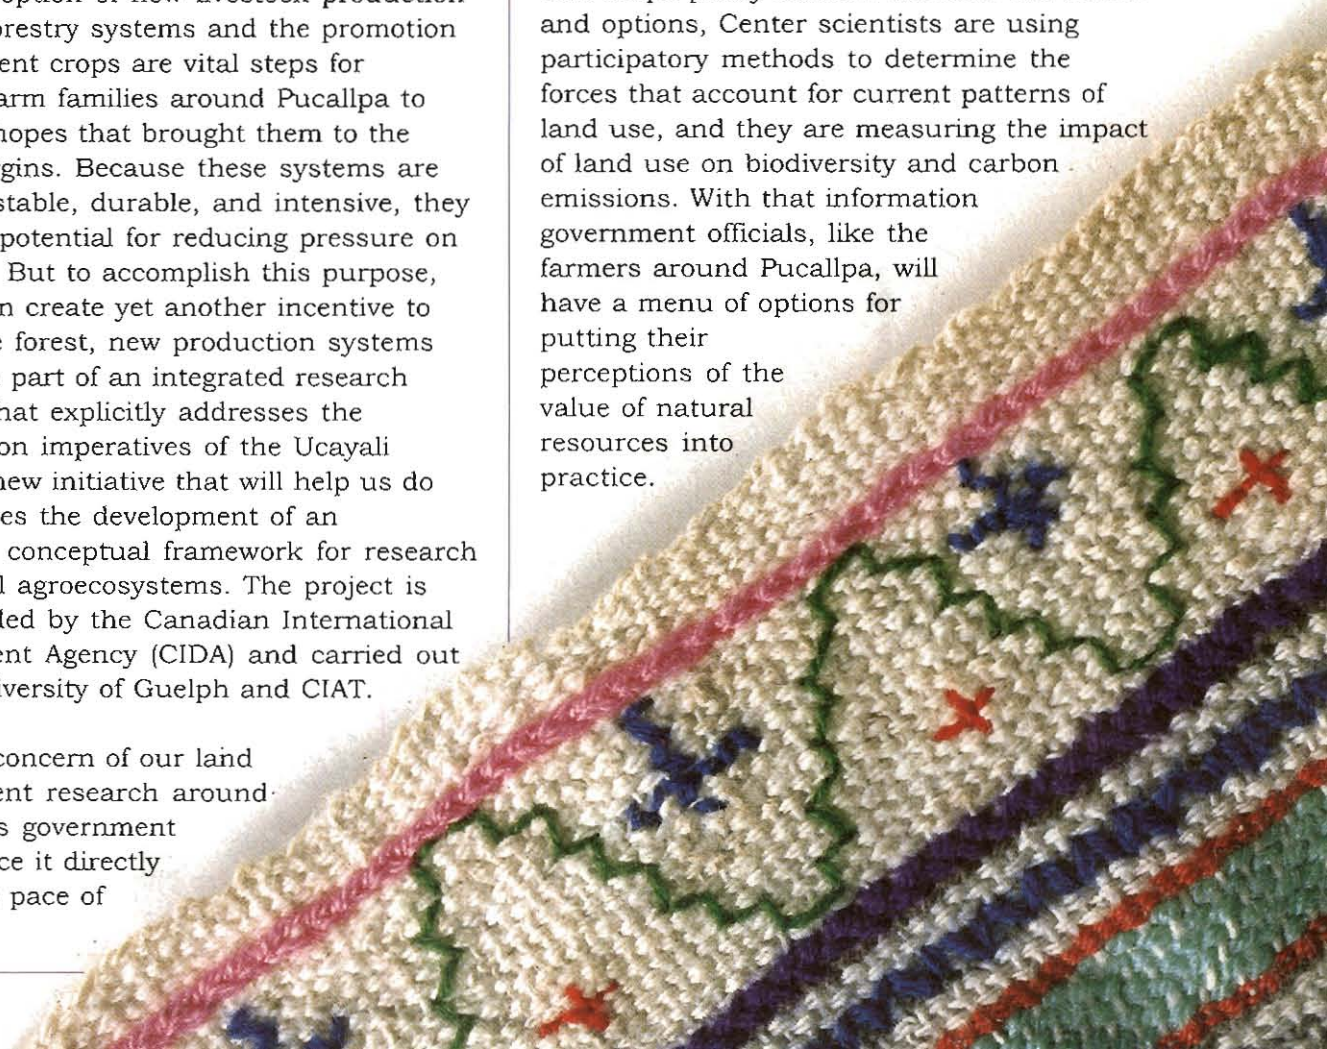 option of new livestock production
restry systems and the promotion
ent crops are vital steps for
arm families around Pucallpa to
hopes that brought them to the
gins. Because these systems are
stable, durable, and intensive, they
potential for reducing pressure on
But to accomplish this purpose,
n create yet another incentive to
forest, new production systems
part of an integrated research
hat explicitly addresses the
on imperatives of the Ucayali
new initiative that will help us do
es the development of an
conceptual framework for research
l agroecosystems. The project is
led by the Canadian International
ent Agency (CIDA) and carried out
iversity of Guelph and CIAT.
concern of our land
ent research around
s government
ce it directly
pace of
and options, Center scientists are using
participatory methods to determine the
forces that account for current patterns of
land use, and they are measuring the impact
of land use on biodiversity and carbon
emissions. With that information
government officials, like the
farmers around Pucallpa, will
have a menu of options for
putting their
perceptions of the
value of natural
resources into
practice.